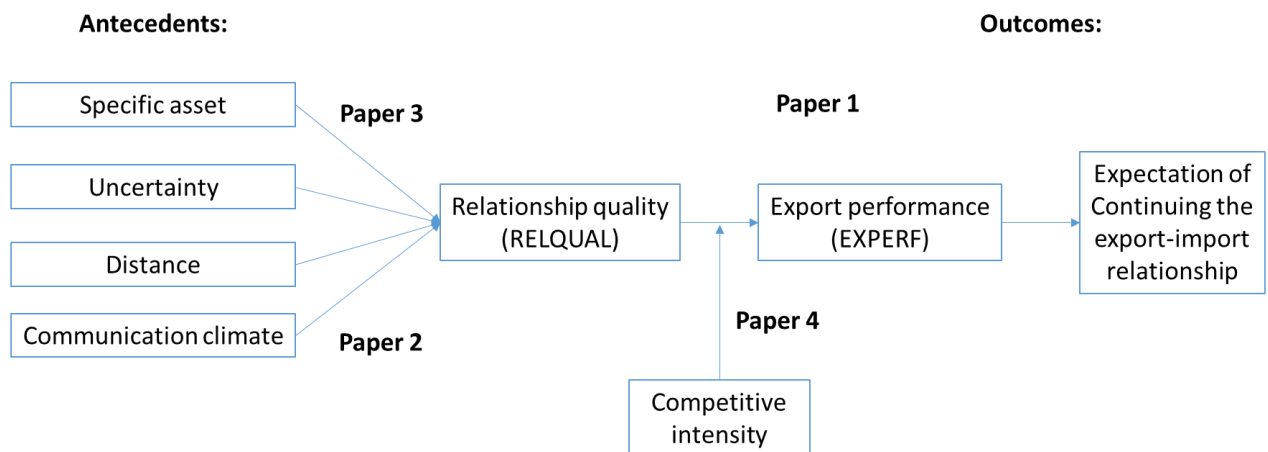 Antecedents:
Outcomes:
Specific asset
Paper 3
Paper 1
Uncertainty
Relationship quality
(RELQUAL)
Export performance
(EXPERF)
Expectation of
Continuing the
export-import
relationship
Distance
Communication climate
Paper 2
Paper 4
Competitive
intensity